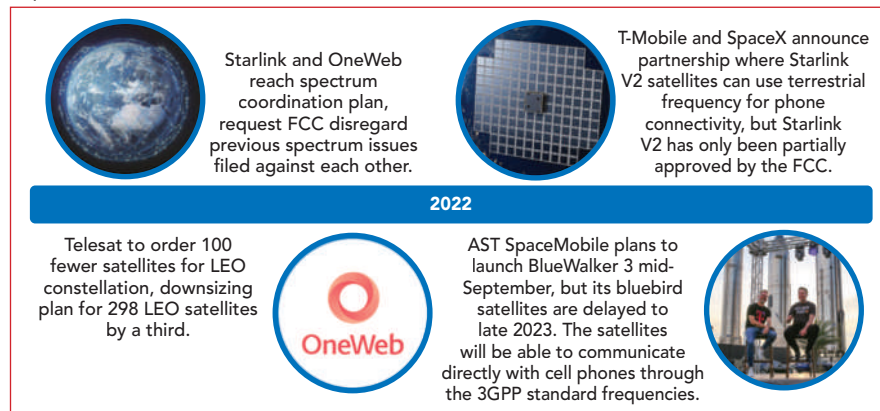 Starlink and OneWeb
reach spectrum
coordination plan,
request FCC disregard
previous spectrum issues
filed against each other.
T-Mobile and SpaceX announce
partnership where Starlink
V2 satellites can use terrestrial
frequency for phone
connectivity, but Starlink
V2 has only been partially
approved by the FCC.
2022
Telesat to order 100
fewer satellites for LEO
constellation, downsizing
plan for 298 LEO satellites
by a third.
OneWeb
AST SpaceMobile plans to
launch BlueWalker 3 mid-
September, but its bluebird
satellites are delayed to
late 2023. The satellites
will be able to communicate
directly with cell phones through
the 3GPP standard frequencies.